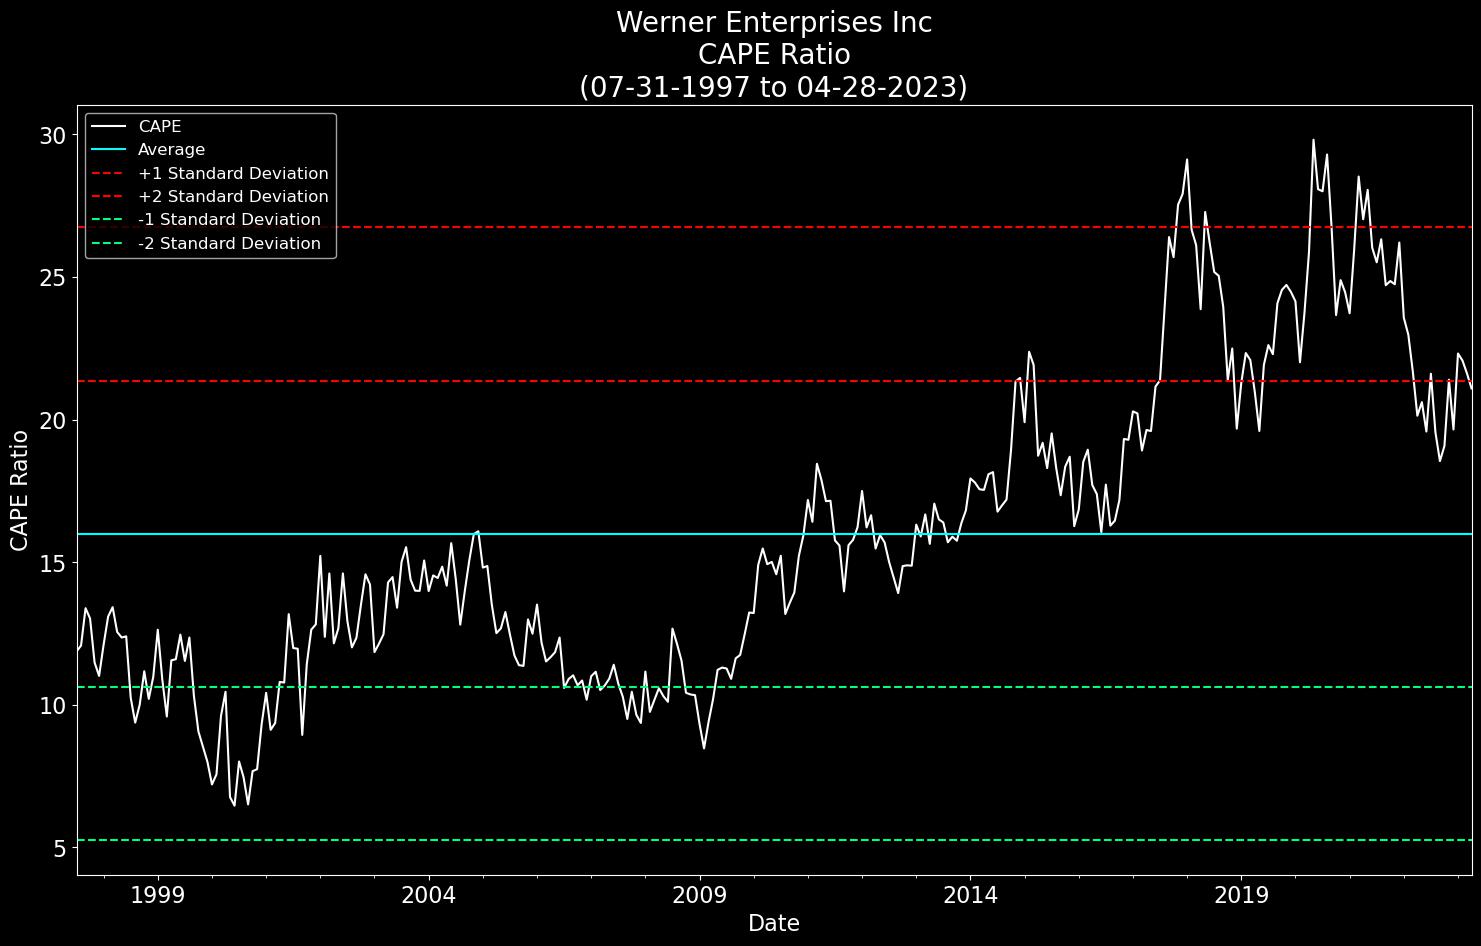 Werner Enterprises Inc
CAPE Ratio
(07-31-1997 to 04-28-2023)
CAPE
Average
+1 Standard Deviation
+2 Standard Deviation
-1 Standard Deviation
-2 Standard Deviation
30
25
20
15
10
5
CAPE Ratio
1999
2004
2009
2014
2019
Date